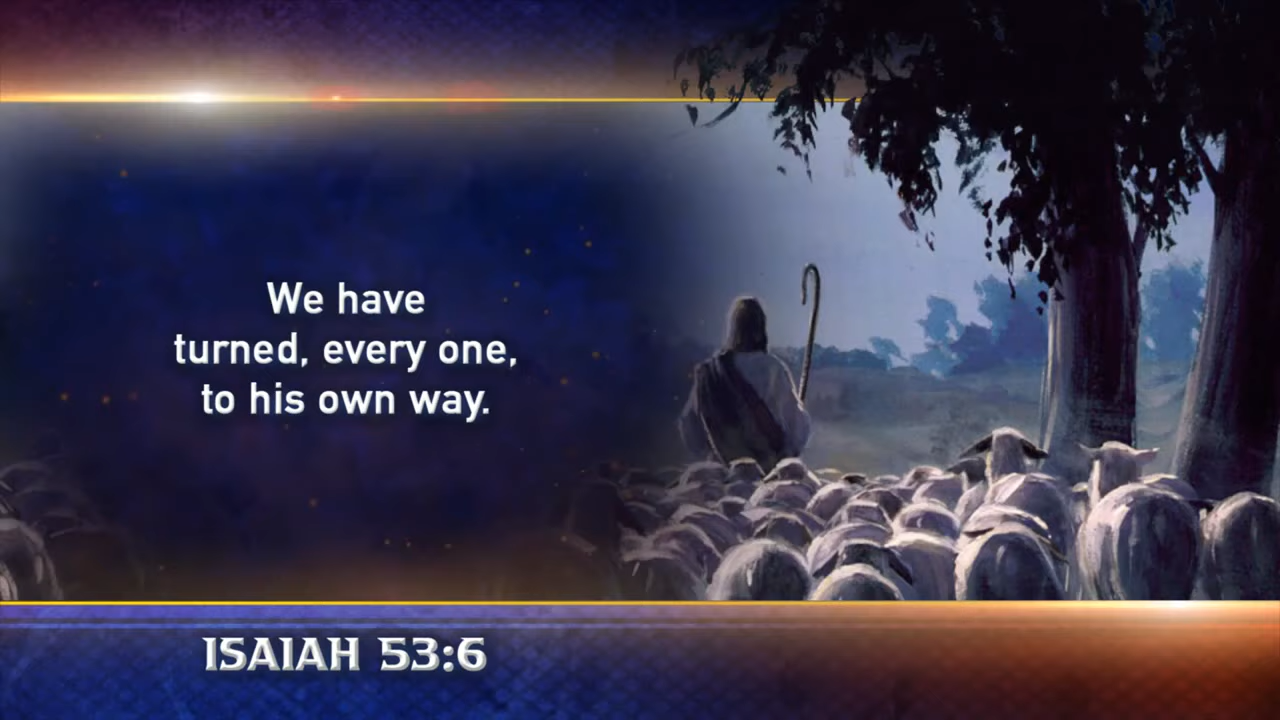 We have
turned, every one,
to his own way.
ISAIAH 53:6